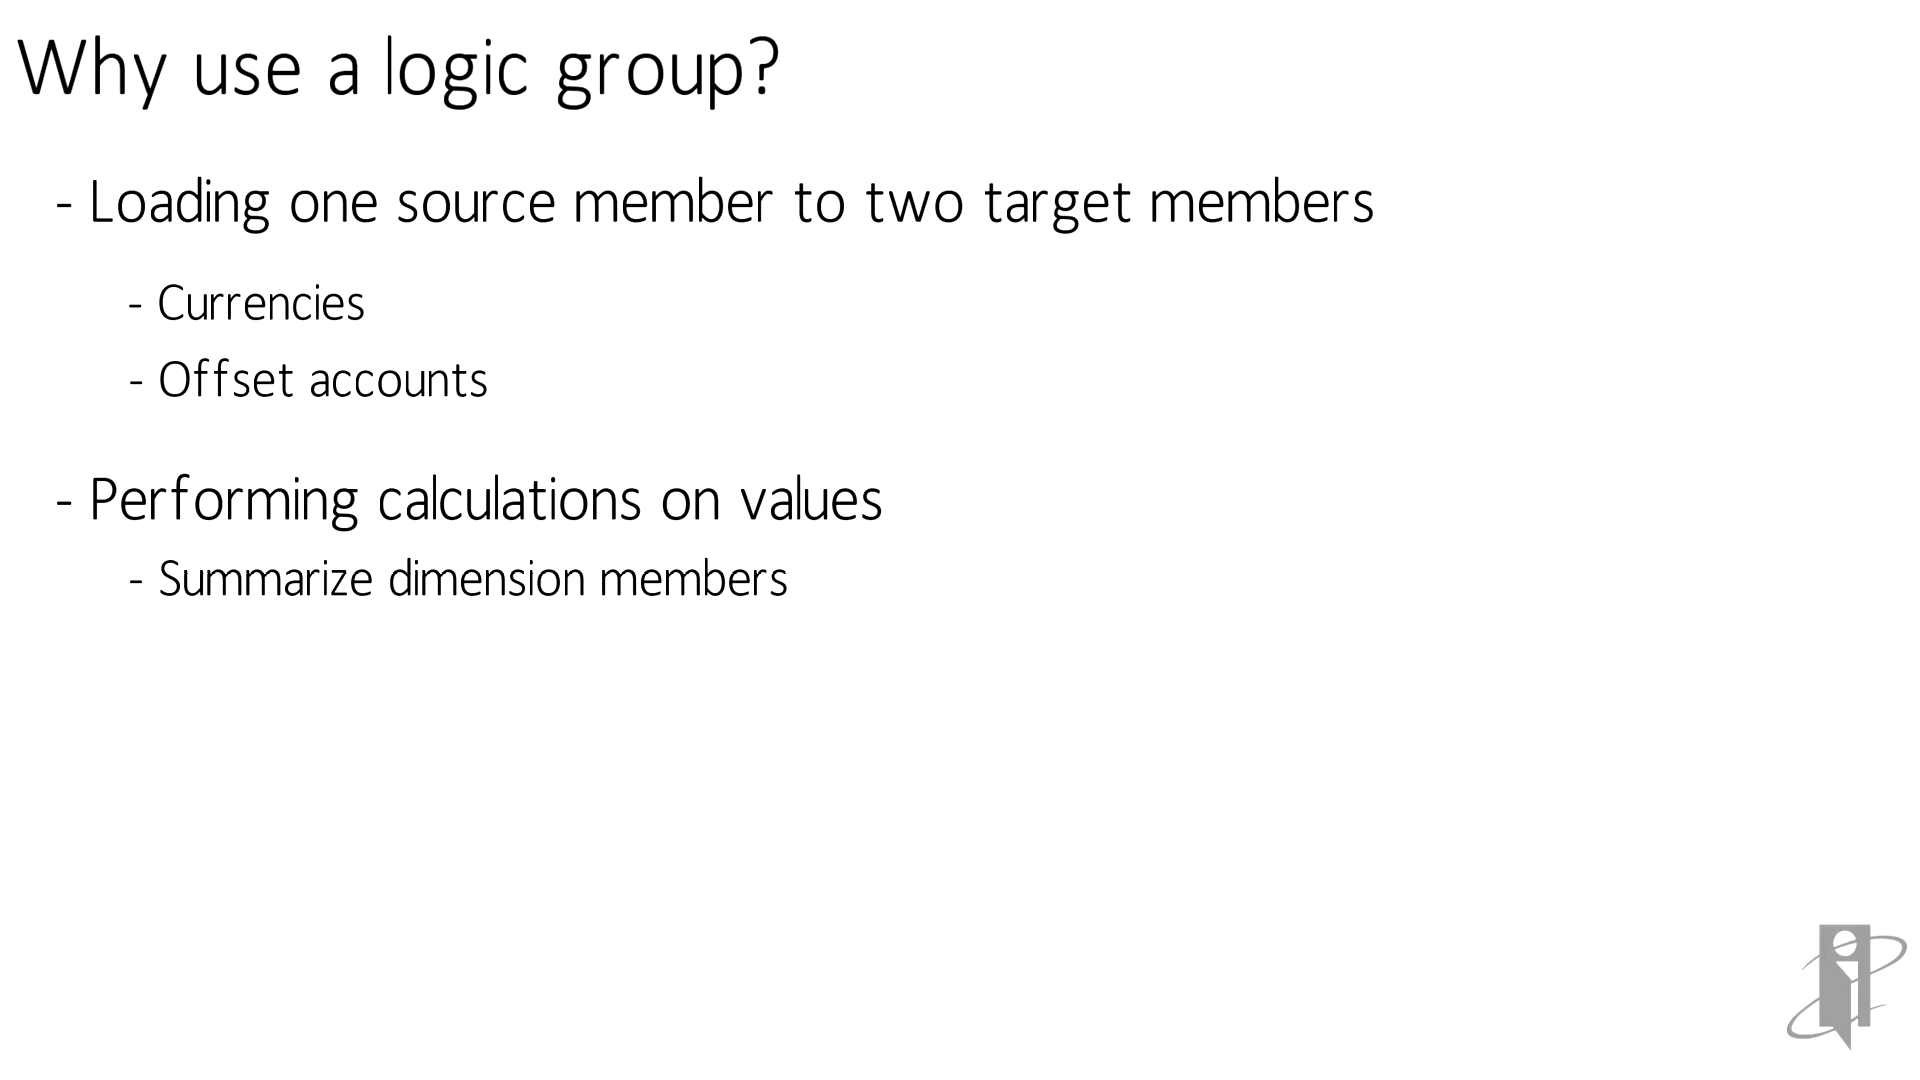 Why use a logic group?
- Loading one source member to two target members
- Currencies
- Offset accounts
- Performing calculations on values
- Summarize dimension members